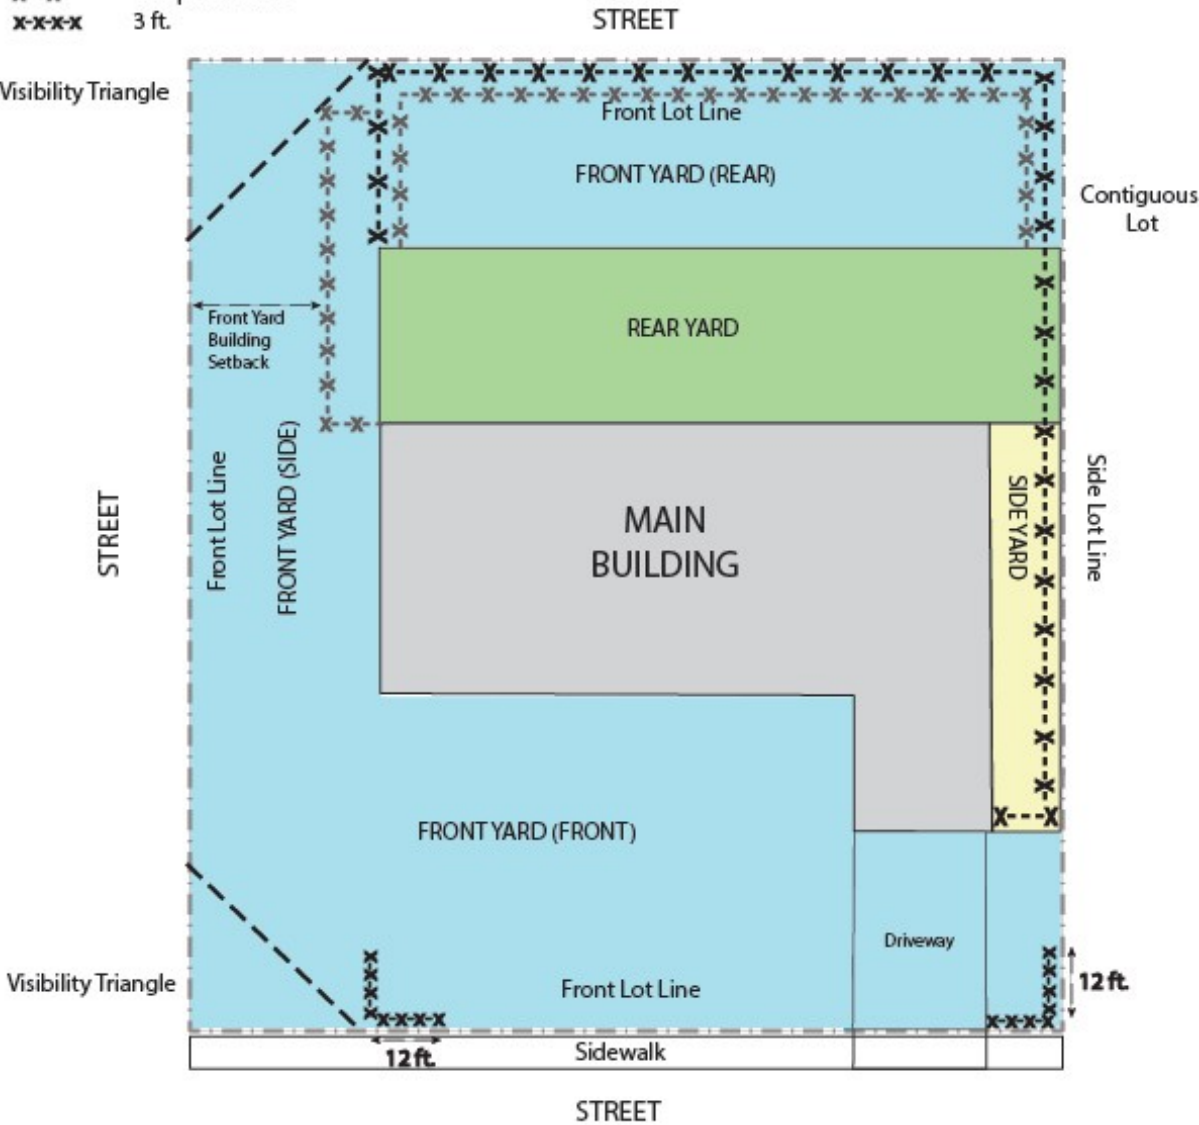 x-x-x-x 3 ft.
STREET
Visibility Triangle
Front Lot Line
FRONT YARD (REAR)
Contiguous
Lot
Front Yard
Building
Setback
REAR YARD
STREET
Front Lot Line
FRONT YARD (SIDE)
MAIN
BUILDING
SIDE YARD
Side Lot Line
FRONT YARD (FRONT)
Driveway
Visibility Triangle
Front Lot Line
12 ft.
12 ft.
Sidewalk
STREET